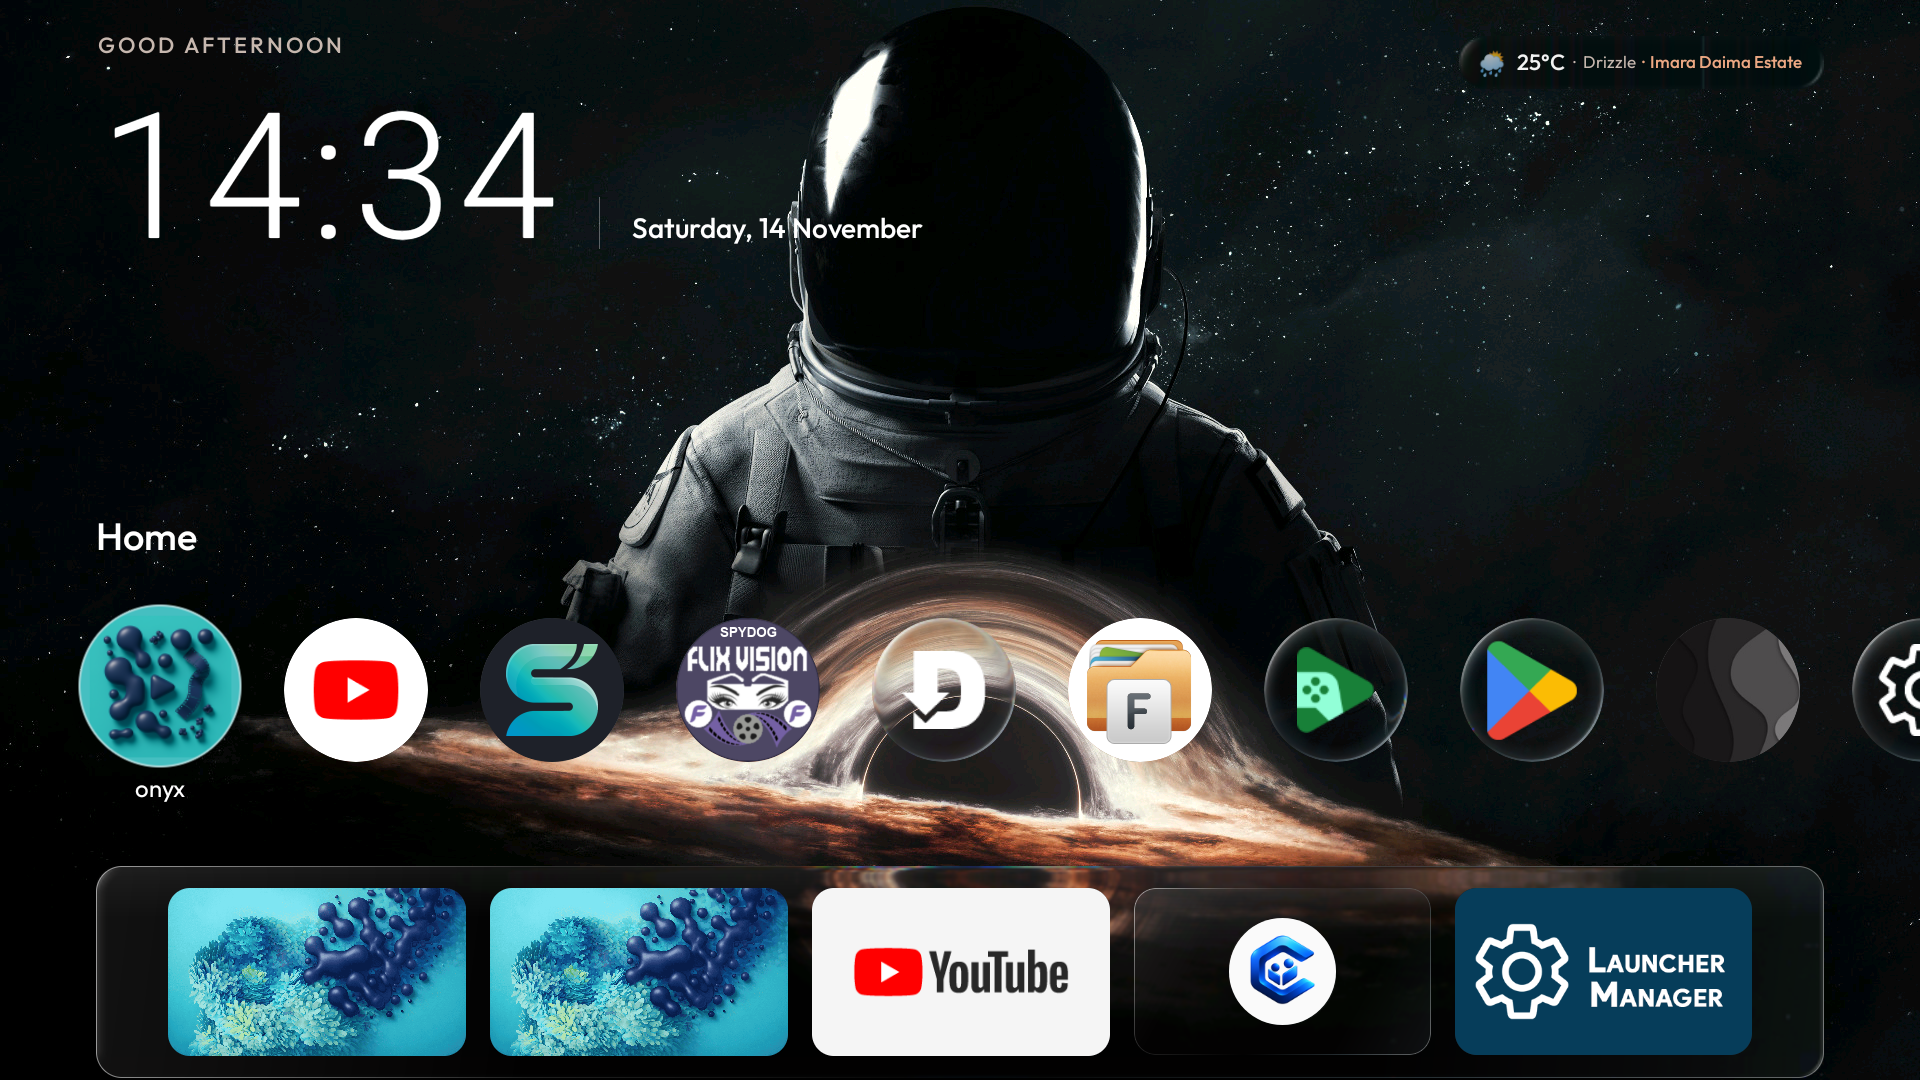 GOOD AFTERNOON
25°C · Drizzle · Imara Daima Estate
14:34
Saturday, 14 November
Home
SPYDOG
FLIX VISION
F F
D
F
onyx
YouTube
LAUNCHER
MANAGER